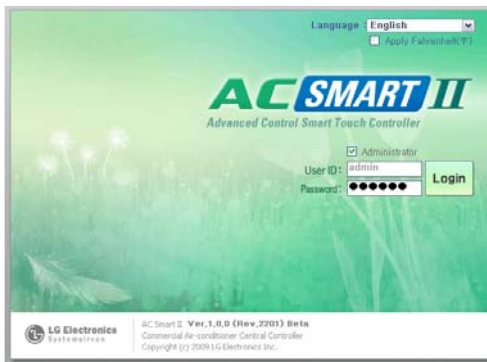 Language : English
Apply Fahrenheit(°F)
AC SMART II
Advanced Control Smart Touch Controller
Administrator
User ID : admin
Password : ●●●●●●
Login
LG Electronics
AC Smart II Ver,1,0,0 (Rev,2201) Beta
Commercial Air-conditioner Central Controller
Copyright (c) 2009 LG Electronics Inc.